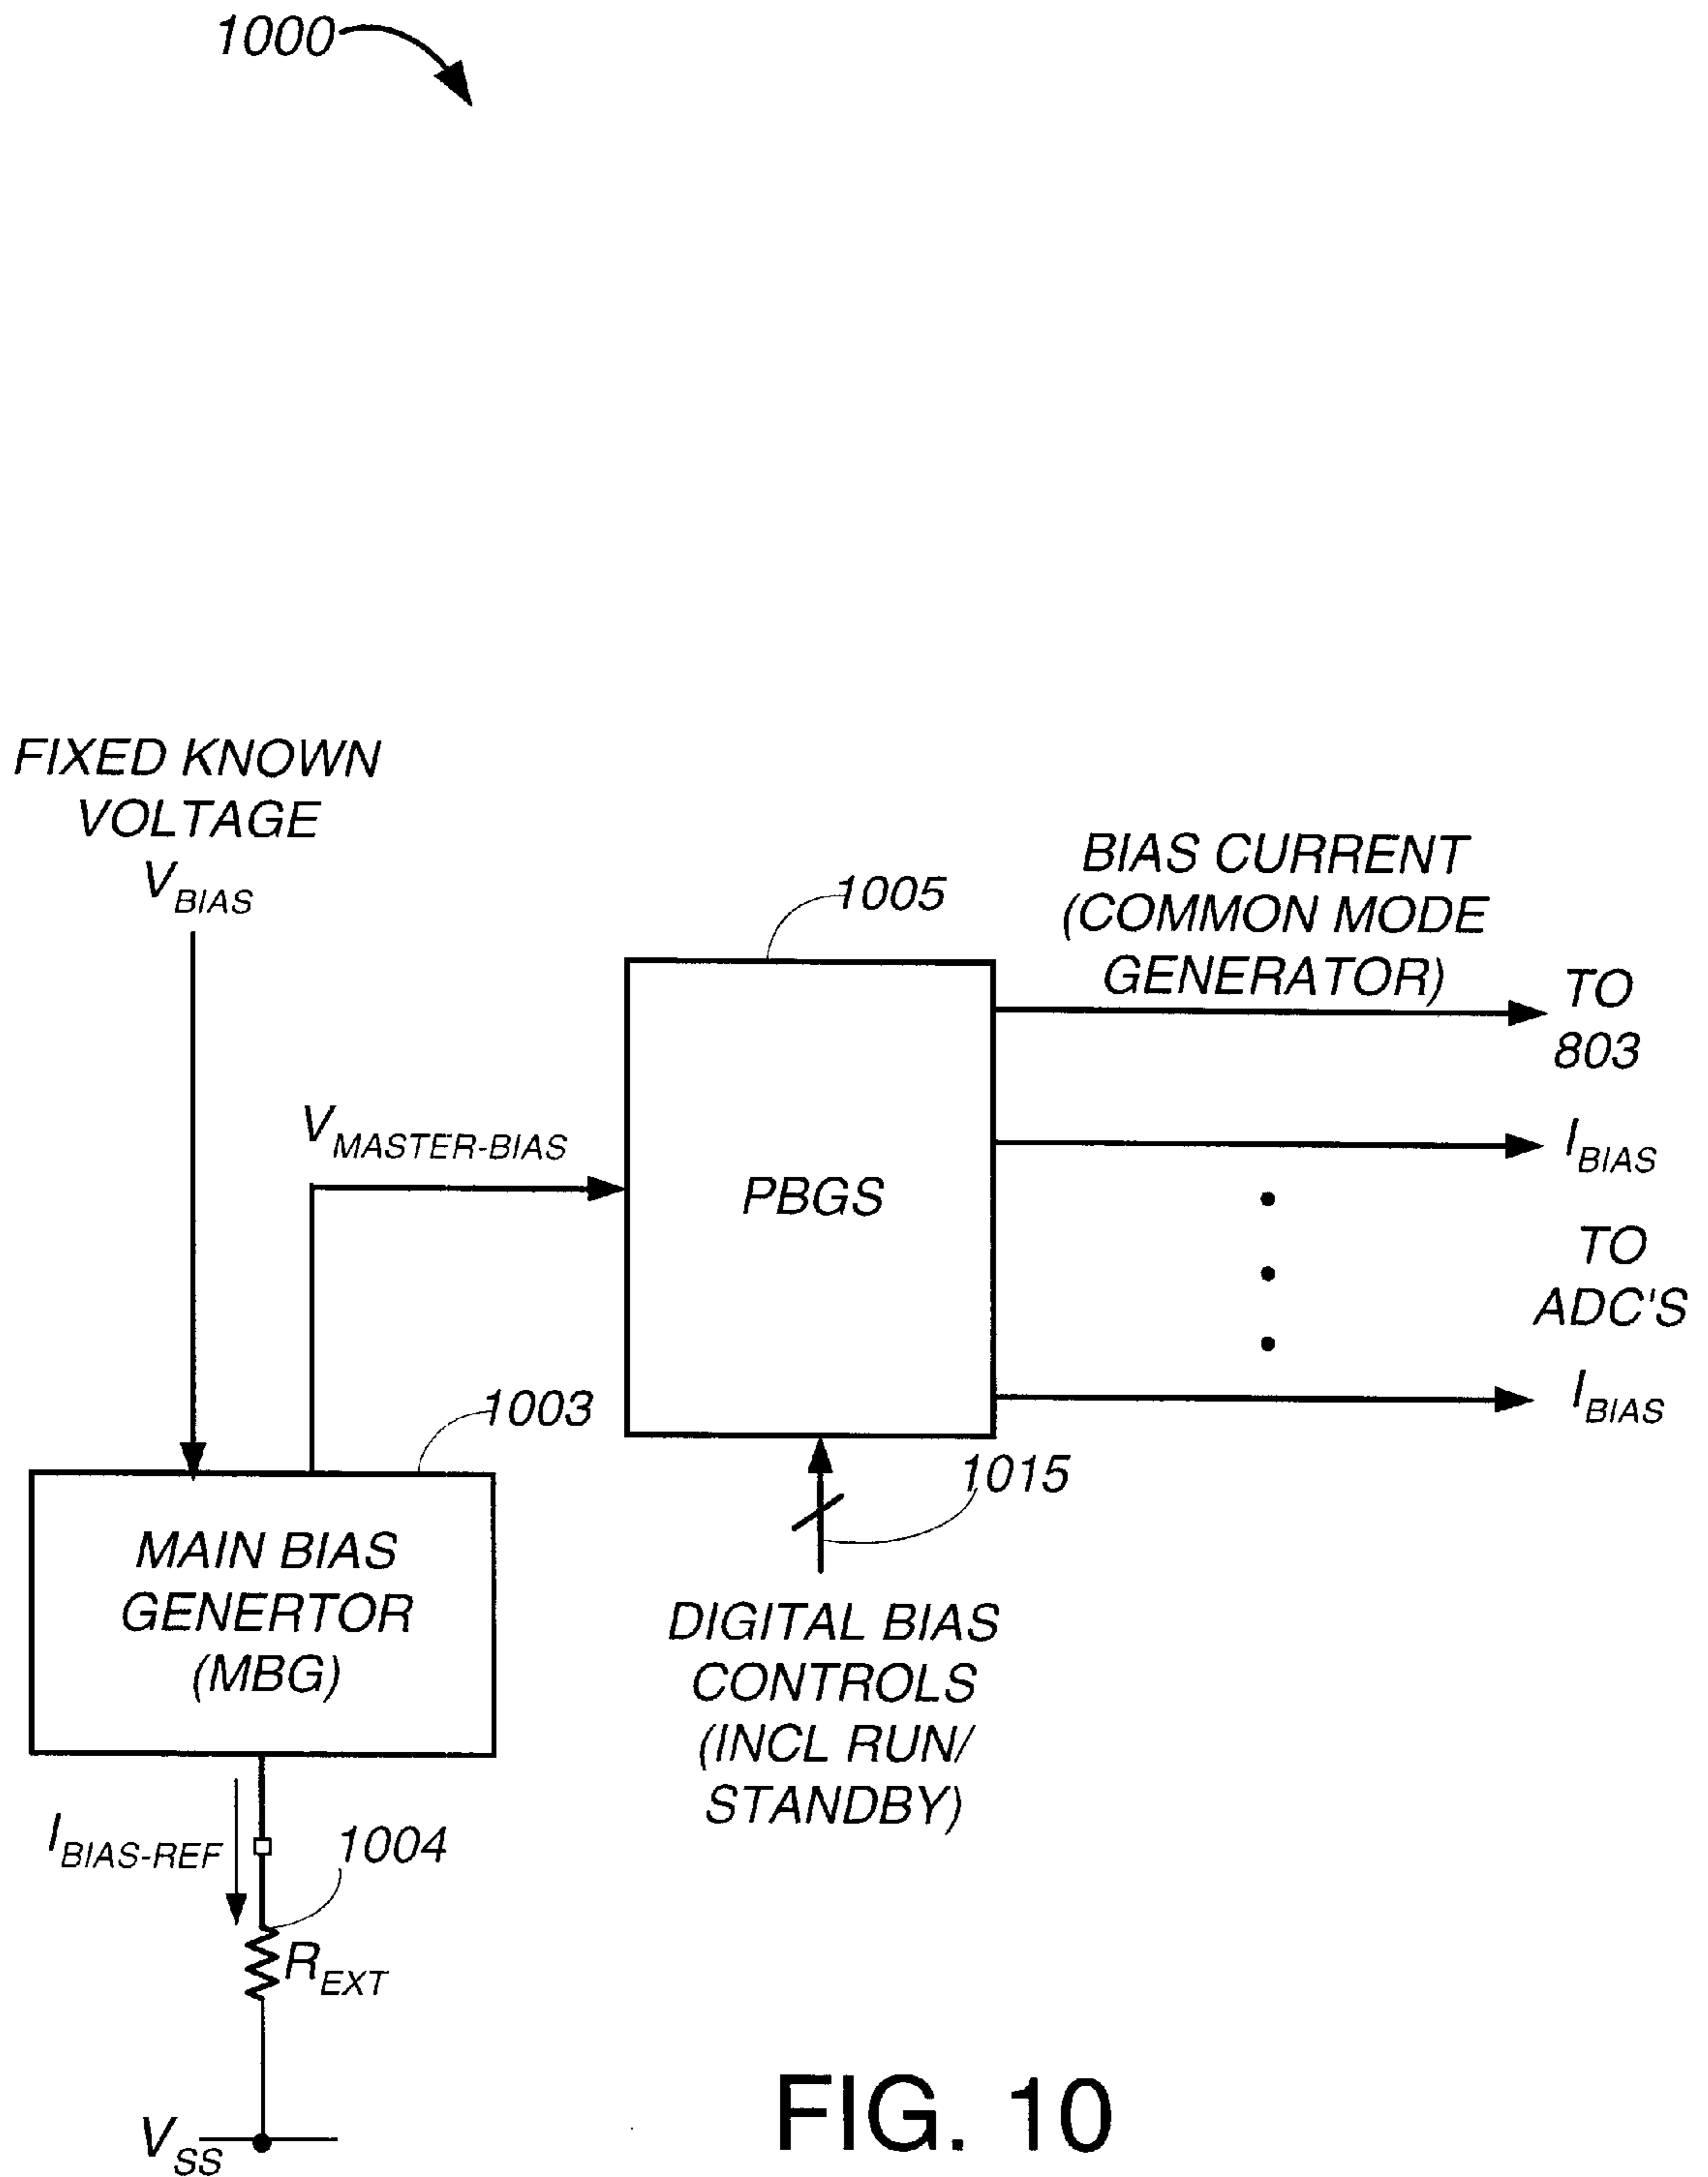 1000
FIXED KNOWN
VOLTAGE
VBIAS
1005
BIAS CURRENT
(COMMON MODE
GENERATOR)
TO
803
VMASTER-BIAS
PBGS
IBIAS
TO
ADC'S
IBIAS
1003
1015
MAIN BIAS
GENERTOR
(MBG)
DIGITAL BIAS
CONTROLS
(INCL RUN/
STANDBY)
IBIAS-REF
1004
REXT
VSS
FIG. 10